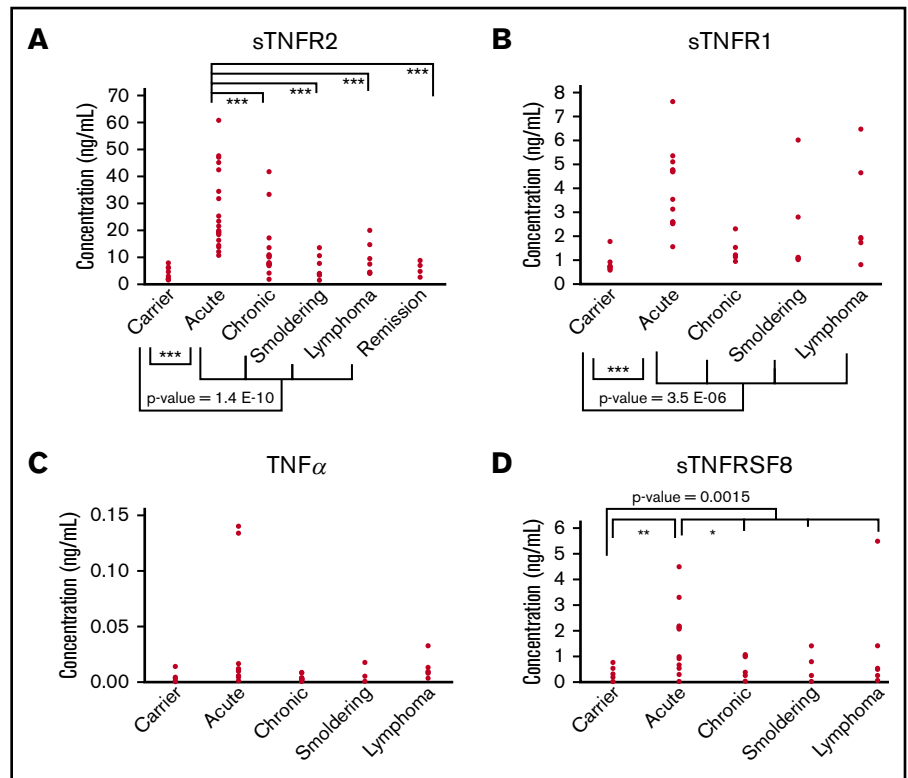 A
sTNFR2
***
***
***
***
Concentration (ng/mL)
70
60
50
40
30
20
10
0
Carrier
Acute
Chronic
Smoldering
Lymphoma
Remission
***
p-value = 1.4 E-10
B
sTNFR1
Concentration (ng/mL)
8
7
6
5
4
3
2
1
0
Carrier
Acute
Chronic
Smoldering
Lymphoma
***
p-value = 3.5 E-06
C
TNFα
Concentration (ng/mL)
0.15
0.10
0.05
0.00
Carrier
Acute
Chronic
Smoldering
Lymphoma
D
sTNFRSF8
p-value = 0.0015
**
*
Concentration (ng/mL)
6
5
4
3
2
1
0
Carrier
Acute
Chronic
Smoldering
Lymphoma